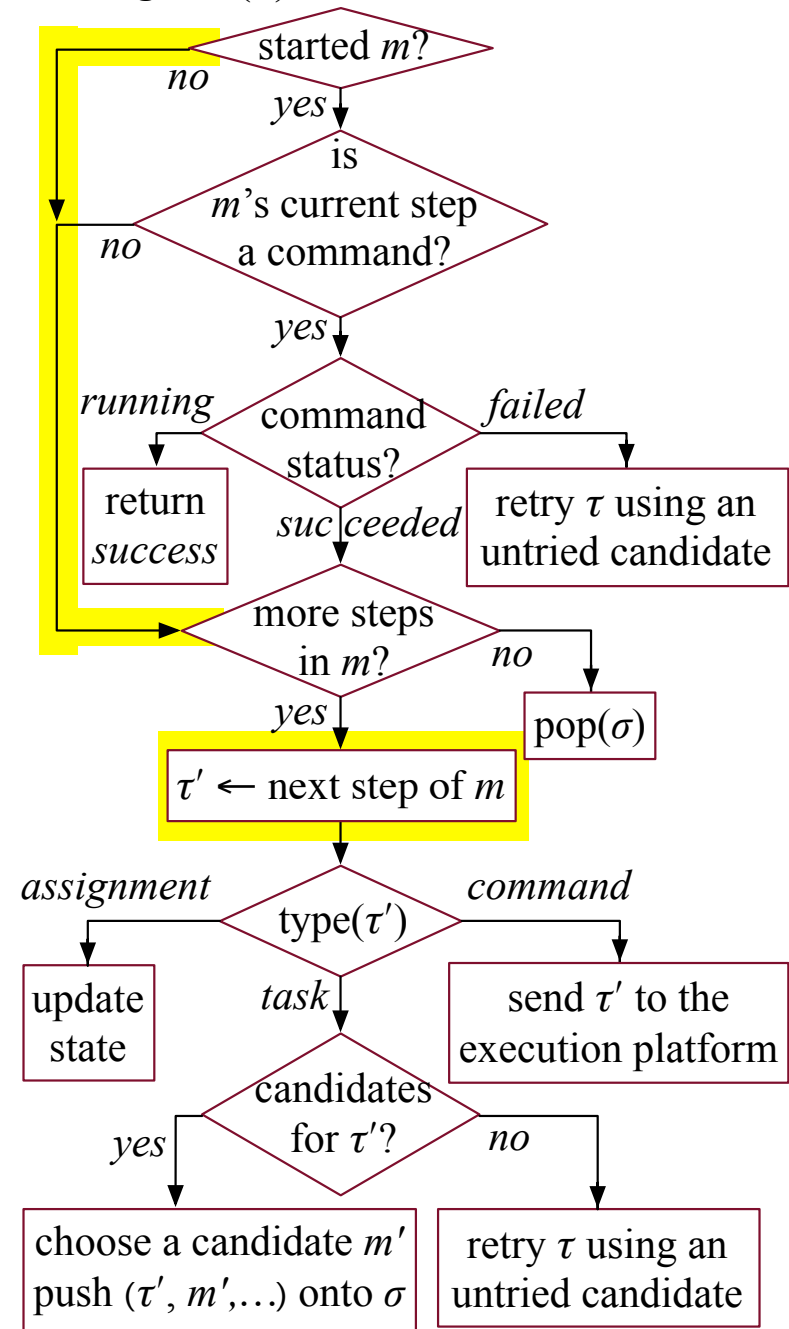 started m?
no
yes
is
m's current step
a command?
no
yes
running
failed
command
status?
return
success
succeeded
retry τ using an
untried candidate
more steps
in m?
no
yes
pop(σ)
τ′ ← next step of m
assignment
command
type(τ′)
update
state
task
send τ′ to the
execution platform
candidates
for τ′?
yes
no
choose a candidate m′
push (τ′, m′,…) onto σ
retry τ using an
untried candidate